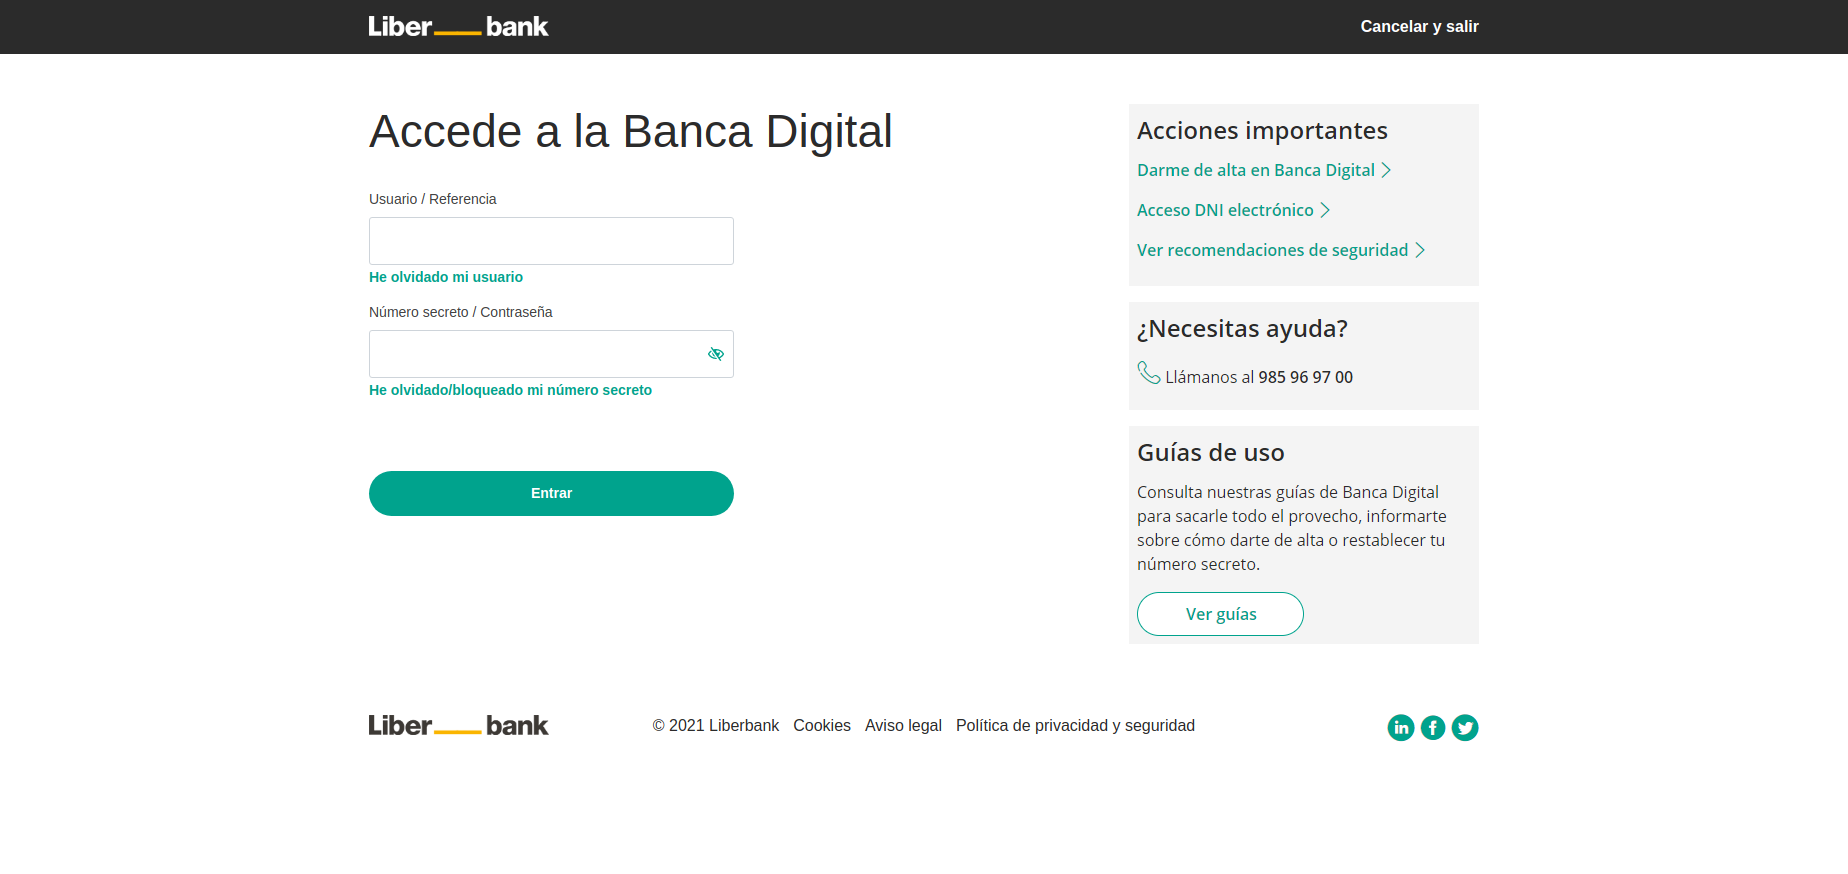 Liber__bank
Cancelar y salir
Accede a la Banca Digital
Usuario / Referencia
He olvidado mi usuario
Número secreto / Contraseña
He olvidado/bloqueado mi número secreto
Entrar
Acciones importantes
Darme de alta en Banca Digital
Acceso DNI electrónico
Ver recomendaciones de seguridad
¿Necesitas ayuda?
Llámanos al 985 96 97 00
Guías de uso
Consulta nuestras guías de Banca Digital
para sacarle todo el provecho, informarte
sobre cómo darte de alta o restablecer tu
número secreto.
Ver guías
Liber__bank
© 2021 Liberbank Cookies Aviso legal Política de privacidad y seguridad
in f